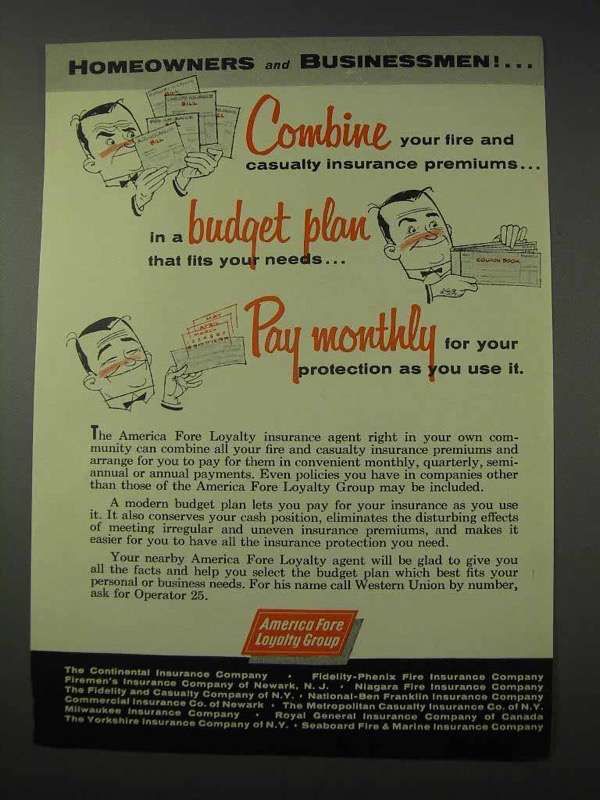 HOMEOWNERS and BUSINESSMEN!...
BILL
BILL
BILL
Combine your fire and
casualty insurance premiums...
in a budget plan
that fits your needs...
COUPON BOOK
MAY
APRIL
MARCH
Pay monthly for your
protection as you use it.
The America Fore Loyalty insurance agent right in your own com-
munity can combine all your fire and casualty insurance premiums and
arrange for you to pay for them in convenient monthly, quarterly, semi-
annual or annual payments. Even policies you have in companies other
than those of the America Fore Loyalty Group may be included.
A modern budget plan lets you pay for your insurance as you use
it. It also conserves your cash position, eliminates the disturbing effects
of meeting irregular and uneven insurance premiums, and makes it
easier for you to have all the insurance protection you need.
Your nearby America Fore Loyalty agent will be glad to give you
all the facts and help you select the budget plan which best fits your
personal or business needs. For his name call Western Union by number,
ask for Operator 25.
America Fore
Loyalty Group
The Continental Insurance Company • Fidelity-Phenix Fire Insurance Company
Firemen's Insurance Company of Newark, N. J. • Niagara Fire Insurance Company
The Fidelity and Casualty Company of N.Y. • National-Ben Franklin Insurance Company
Commercial Insurance Co. of Newark • The Metropolitan Casualty Insurance Co. of N.Y.
Milwaukee Insurance Company • Royal General Insurance Company of Canada
The Yorkshire Insurance Company of N.Y. • Seaboard Fire & Marine Insurance Company